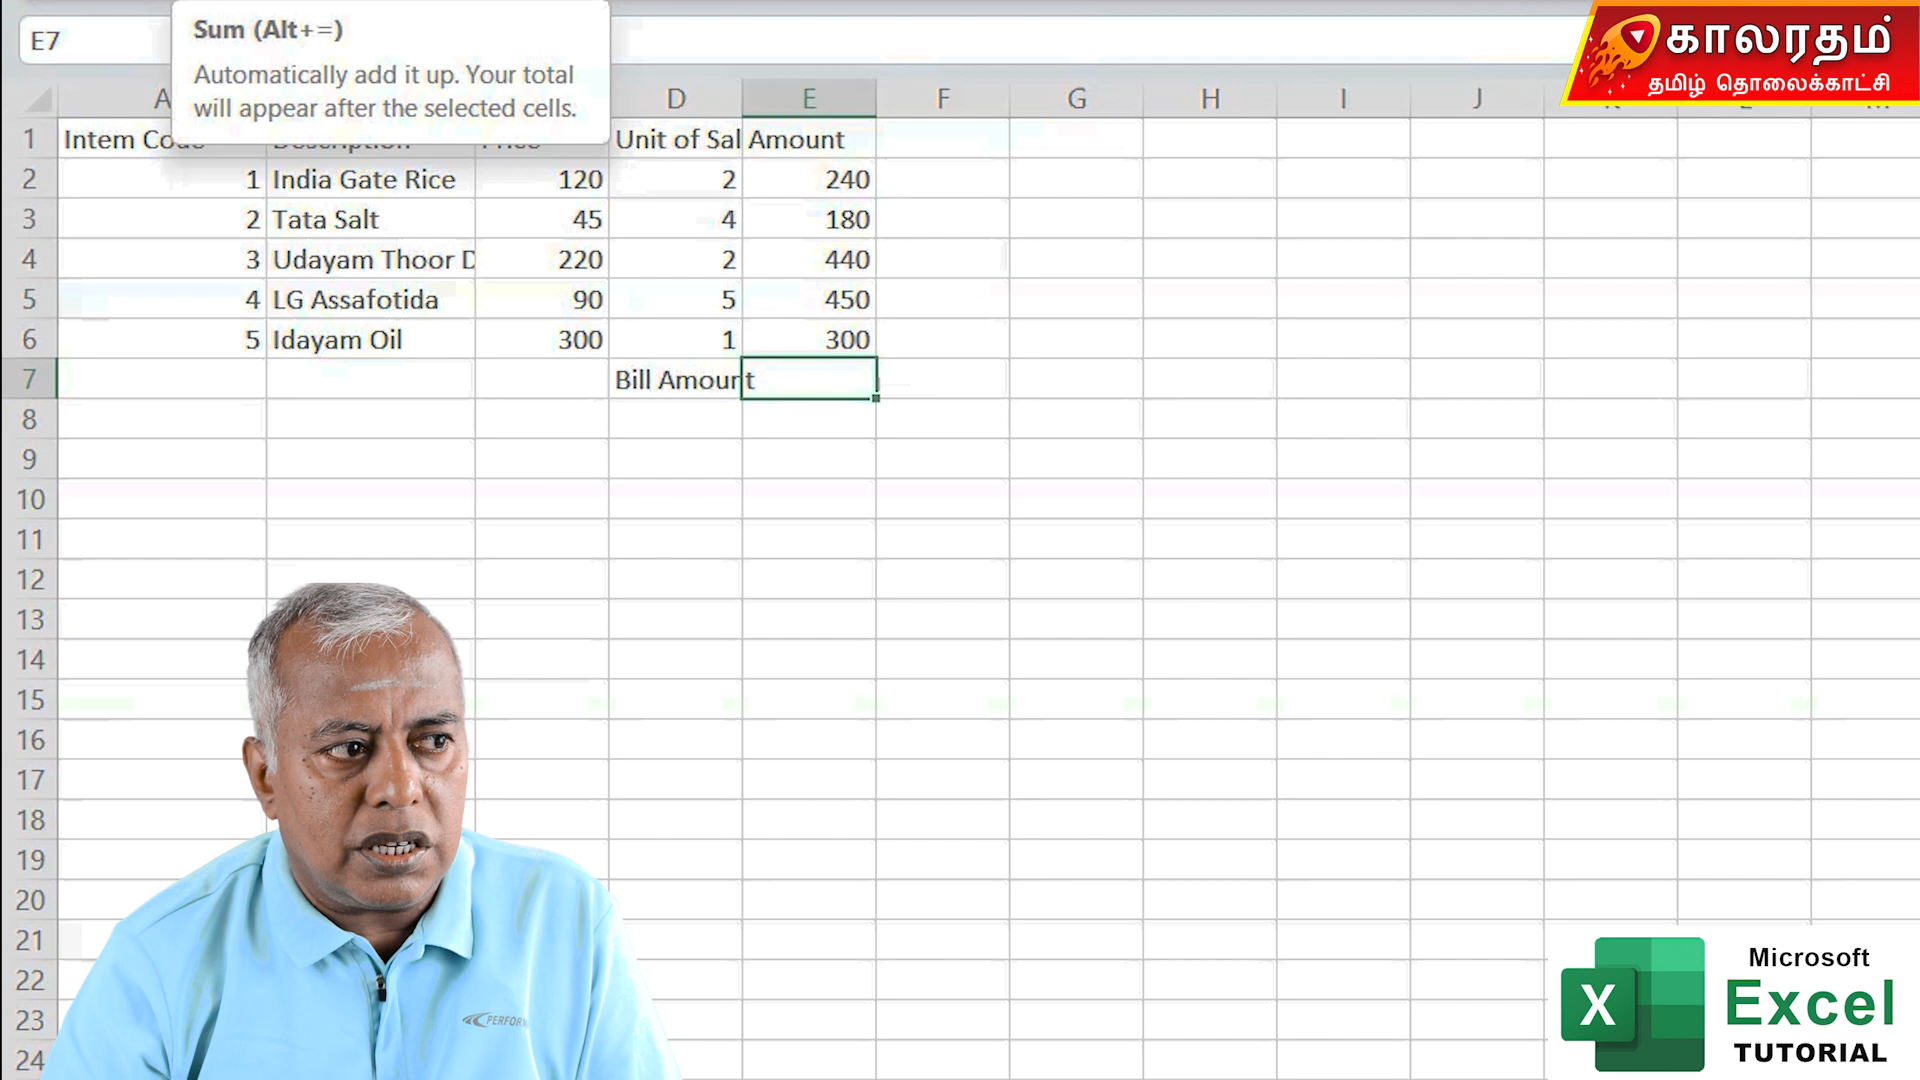 Sum (Alt+=)
E7
Automatically add it up. Your total
will appear after the selected cells.
காலரதம்
தமிழ் தொலைக்காட்சி
A D E F G H I J
1 Intem Code Description Price Unit of Sal Amount
2 1 India Gate Rice 120 2 240
3 2 Tata Salt 45 4 180
4 3 Udayam Thoor D 220 2 440
5 4 LG Assafotida 90 5 450
6 5 Idayam Oil 300 1 300
7 Bill Amount
8
9
10
11
12
13
14
15
16
17
18
19
20
21
22
23
24
PERFOR
X
Microsoft
Excel
TUTORIAL